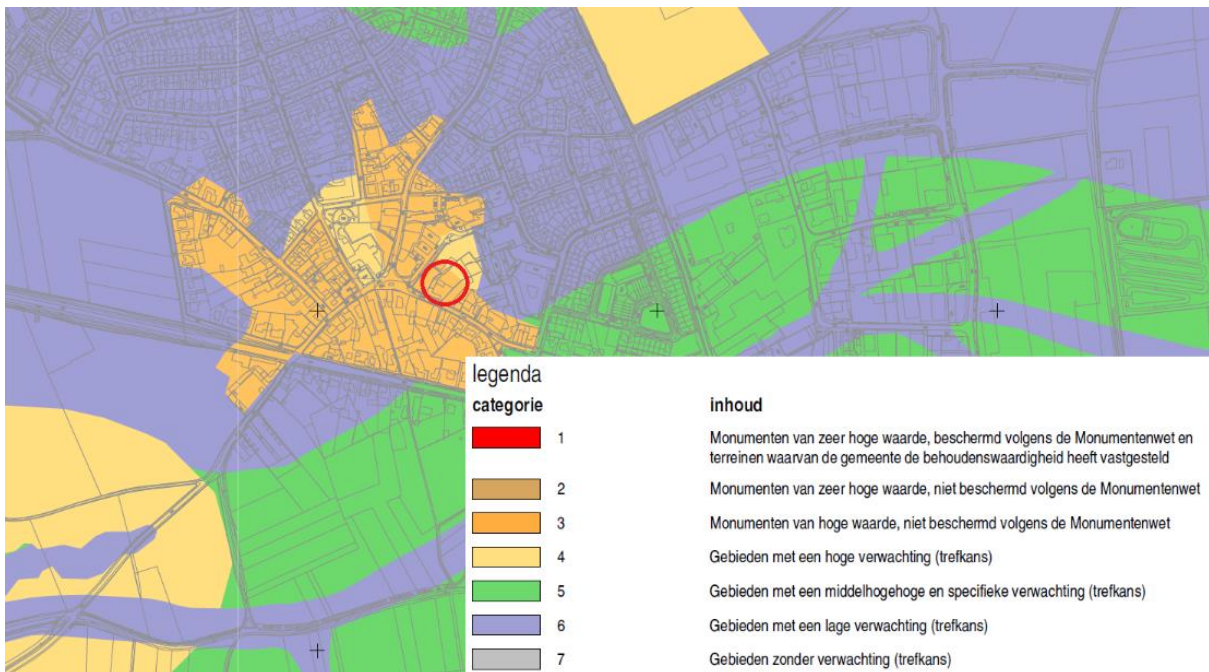 legenda
categorie inhoud
1 Monumenten van zeer hoge waarde, beschermd volgens de Monumentenwet en
terreinen waarvan de gemeente de behoudenswaardigheid heeft vastgesteld
2 Monumenten van zeer hoge waarde, niet beschermd volgens de Monumentenwet
3 Monumenten van hoge waarde, niet beschermd volgens de Monumentenwet
4 Gebieden met een hoge verwachting (trefkans)
5 Gebieden met een middelhogehoge en specifieke verwachting (trefkans)
6 Gebieden met een lage verwachting (trefkans)
7 Gebieden zonder verwachting (trefkans)